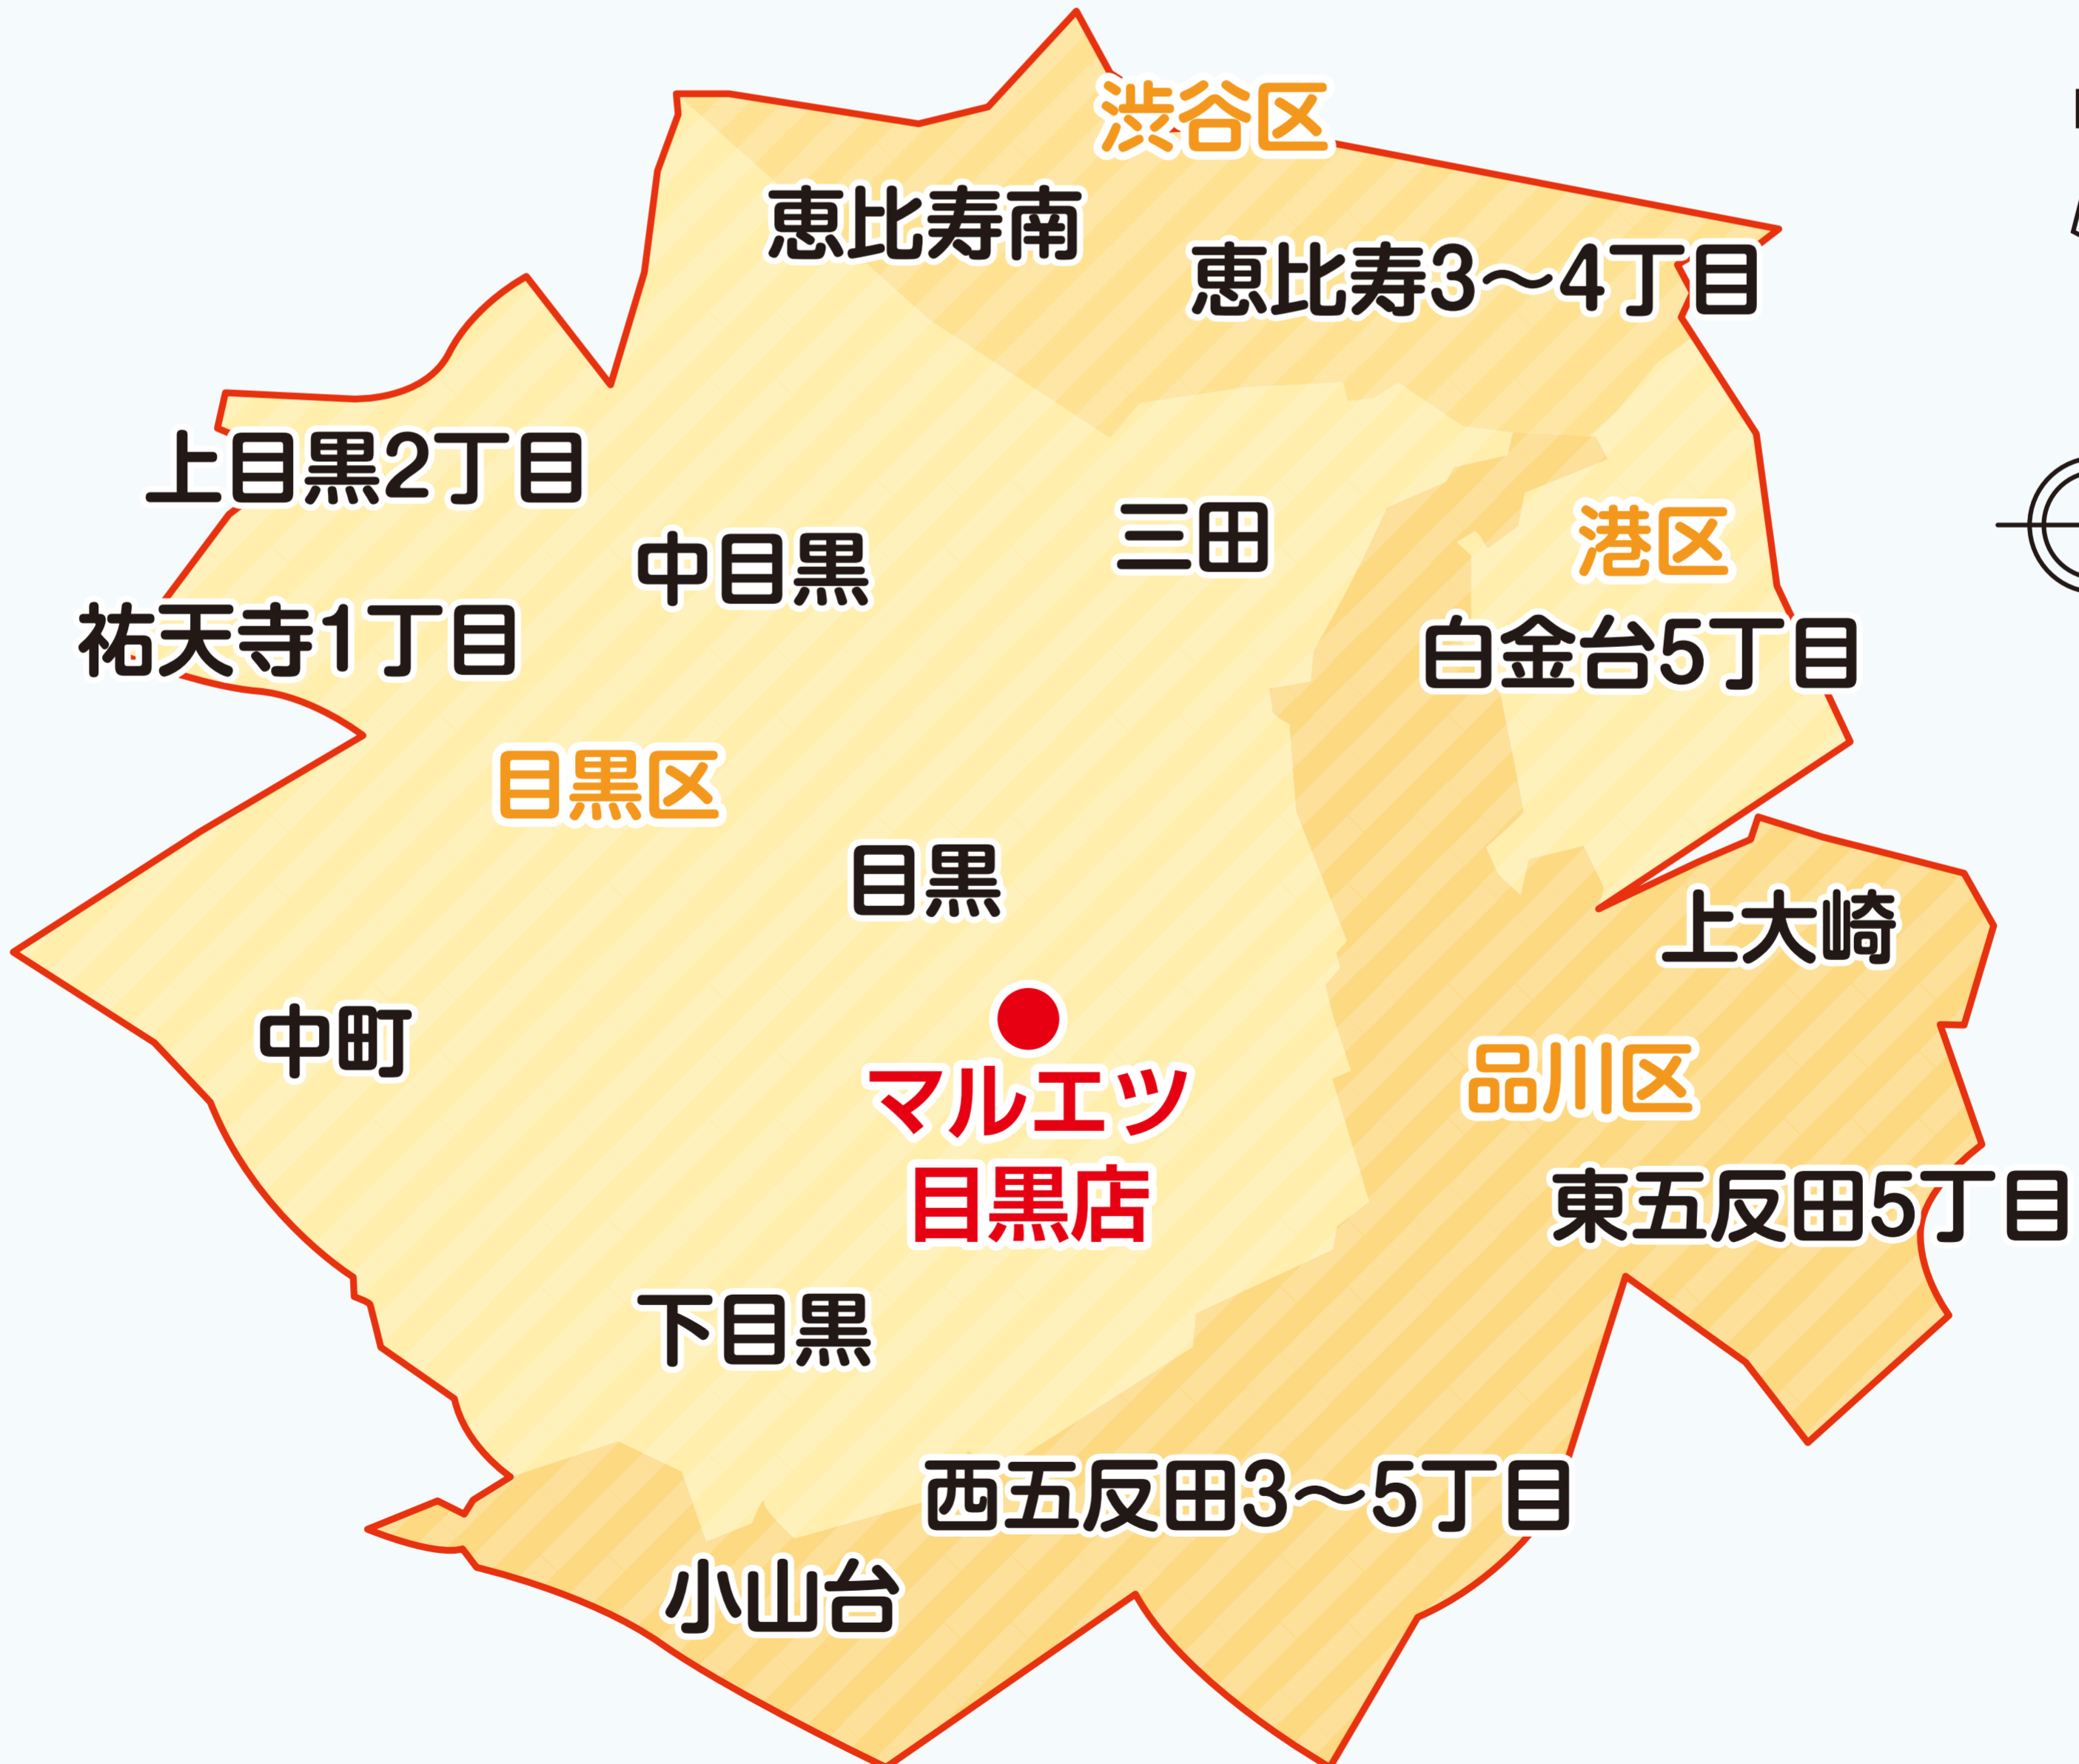 渋谷区
恵比寿南
恵比寿3〜4丁目
上目黒2丁目
中目黒
三田
港区
祐天寺1丁目
白金台5丁目
目黒区
目黒
上大崎
中町
マルエツ
目黒店
品川区
東五反田5丁目
下目黒
西五反田3〜5丁目
小山台